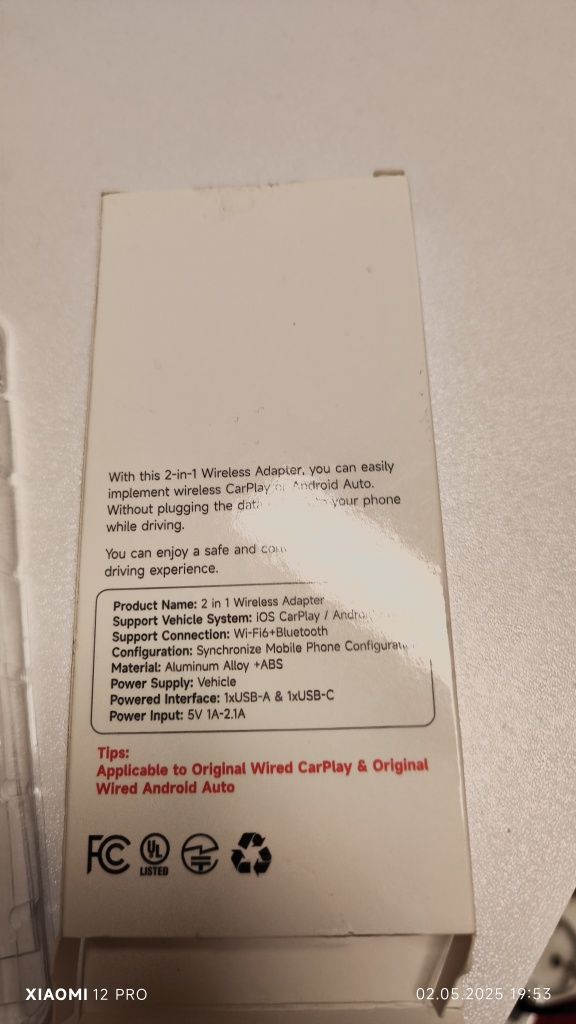 With this 2-in-1 Wireless Adapter, you can easily
implement wireless CarPlay or Android Auto.
Without plugging the data your phone
while driving.
You can enjoy a safe and
driving experience.
Product Name: 2 in 1 Wireless Adapter
Support Vehicle System: iOS CarPlay /
Support Connection: Wi-Fi6+Bluetooth
Configuration: Synchronize Mobile Phone
Material: Aluminum Alloy +ABS
Power Supply: Vehicle
Powered Interface: 1xUSB-A & 1xUSB-C
Power Input: 5V 1A-2.1A
Tips:
Applicable to Original Wired CarPlay & Original
Wired Android Auto
FC UL
LISTED
XIAOMI 12 PRO 02.05.2025 19:53